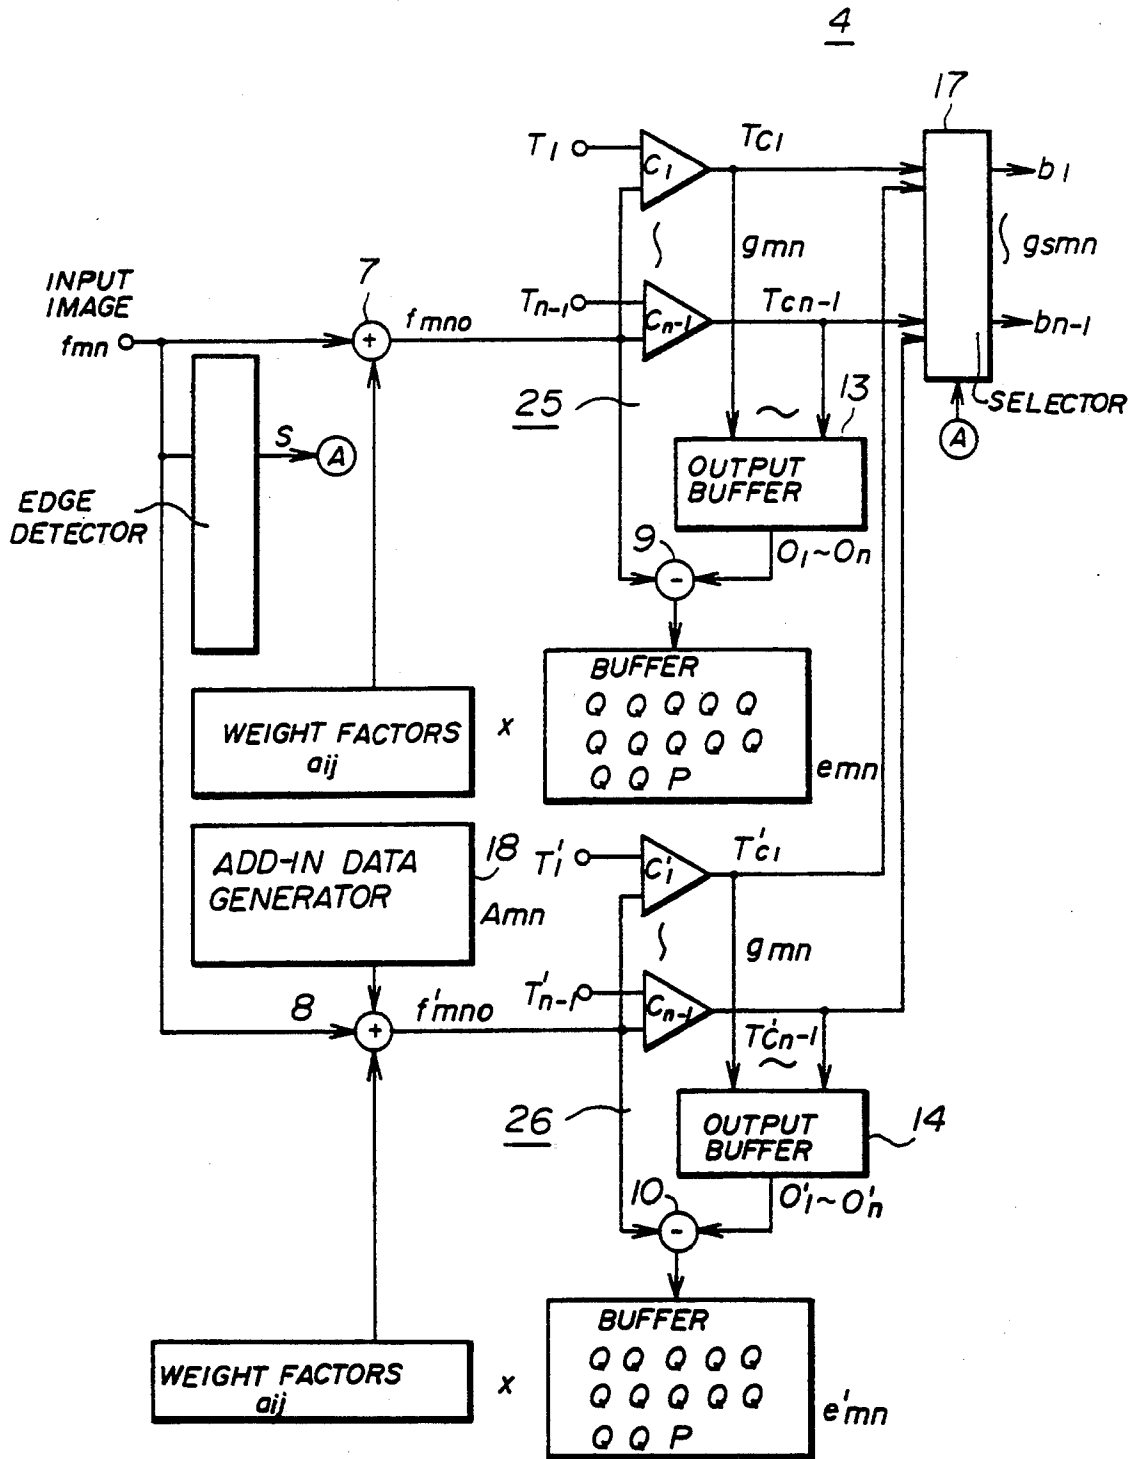 4
17
T1
C1
TC1
b1
gmn
gsmn
INPUT
IMAGE
fmn
7
+
fmno
Tn-1
Cn-1
Tcn-1
bn-1
SELECTOR
A
25
13
S
A
OUTPUT
BUFFER
EDGE
DETECTOR
9
-
O1~On
BUFFER
Q Q Q Q Q
Q Q Q Q Q
Q Q P
emn
WEIGHT FACTORS
aij
x
ADD-IN DATA
GENERATOR
18
Amn
T'1
C'1
T'c1
gmn
8
+
f'mno
T'n-1
Cn-1
T'cn-1
26
OUTPUT
BUFFER
14
10
-
O'1~O'n
BUFFER
Q Q Q Q Q
Q Q Q Q Q
Q Q P
e'mn
WEIGHT FACTORS
aij
x